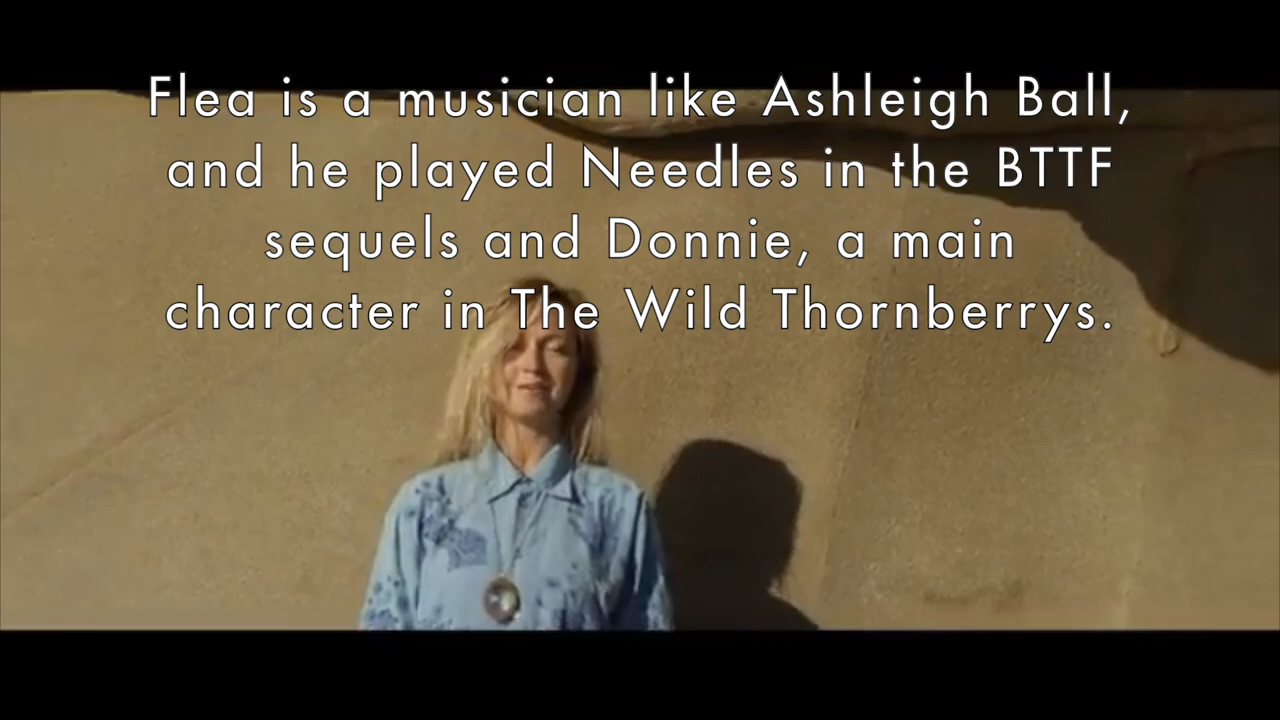 Flea is a musician like Ashleigh Ball,
and he played Needles in the BTTF
sequels and Donnie, a main
character in The Wild Thornberrys.